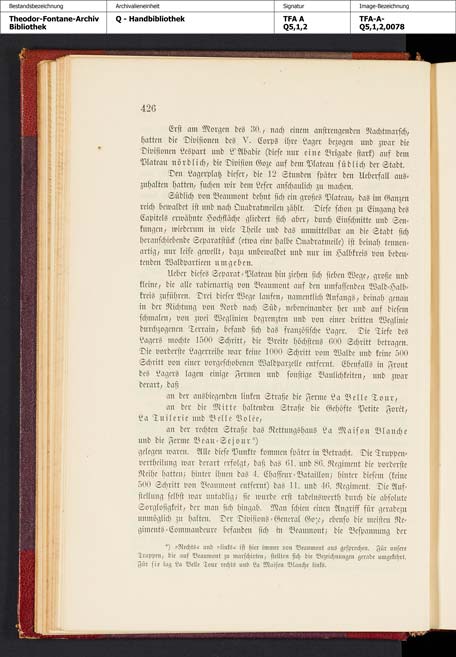 Bestandsbezeichnung
Archivalieneinheit
Signatur
Image-Bezeichnung
Theodor-Fontane-Archiv
Bibliothek
Q - Handbibliothek
TFA A
Q5,1,2
TFA-A-
Q5,1,2,0078
426
Erst am Morgen des 30., nach einem anstrengenden Nachtmarsch,
hatten die Divisionen des V. Corps ihre Lager bezogen und zwar die
Divisionen Lespart und L'Abadie (diese nur eine Brigade stark) auf dem
Plateau nördlich, die Division Goze auf dem Plateau südlich der Stadt.
Den Lagerplatz dieser, die 12 Stunden später den Ueberfall aus-
zuhalten hatten, suchen wir dem Leser anschaulich zu machen.
Südlich von Beaumont dehnt sich ein großes Plateau, das im Ganzen
reich bewaldet ist und nach Quadratmeilen zählt. Diese schon zu Eingang des
Capitels erwähnte Hochfläche gliedert sich aber, durch Einschnitte und Sen-
kungen, wiederum in viele Theile und das unmittelbar an die Stadt sich
heranschiebende Separatstück (etwa eine halbe Quadratmeile) ist beinah tennen-
artig, nur leise gewellt, dazu unbewaldet und nur im Halbkreis von bedeu-
tenden Waldpartieen umgeben.
Ueber dieses Separat-Plateau hin ziehen sich sieben Wege, große und
kleine, die alle radienartig von Beaumont auf den umfassenden Wald-Halb-
kreis zuführen. Drei dieser Wege laufen, namentlich Anfangs, beinah genau
in der Richtung von Nord nach Süd, nebeneinander her und auf diesem
schmalen, von zwei Weglinien begrenzten und von einer dritten Weglinie
durchzogenen Terrain, befand sich das französische Lager. Die Tiefe des
Lagers mochte 1500 Schritt, die Breite höchstens 600 Schritt betragen.
Die vorderste Lagerreihe war keine 1000 Schritt vom Walde und keine 500
Schritt von einer vorgeschobenen Waldparzelle entfernt. Ebenfalls in Front
des Lagers lagen einige Fermen und sonstige Baulichkeiten, und zwar
derart, daß
an der ausbiegenden linken Straße die Ferme La Belle Tour,
an der die Mitte haltenden Straße die Gehöfte Petite Forêt,
La Tuilerie und Belle Volée,
an der rechten Straße das Rettungshaus La Maison Blanche
und die Ferme Beau-Sejour*)
gelegen waren. Alle diese Punkte kommen später in Betracht. Die Truppen-
vertheilung war derart erfolgt, daß das 61. und 86. Regiment die vorderste
Reihe hatten; hinter ihnen das 4. Chasseur-Bataillon; hinter diesem (keine
500 Schritt von Beaumont entfernt) das 11. und 46. Regiment. Die Auf-
stellung selbst war untadlig; sie wurde erst tadelnswerth durch die absolute
Sorglosigkeit, der man sich hingab. Man schien einen Angriff für geradezu
unmöglich zu halten. Der Divisions-General Goze, ebenso die meisten Re-
giments-Commandeure befanden sich in Beaumont; die Bespannung der
*) »Rechts« und »links« ist hier immer von Beaumont aus gesprochen. Für unsere
Truppen, die auf Beaumont zu marschirten, stellten sich die Bezeichnungen gerade umgekehrt.
Für sie lag La Belle Tour rechts und La Maison Blanche links.